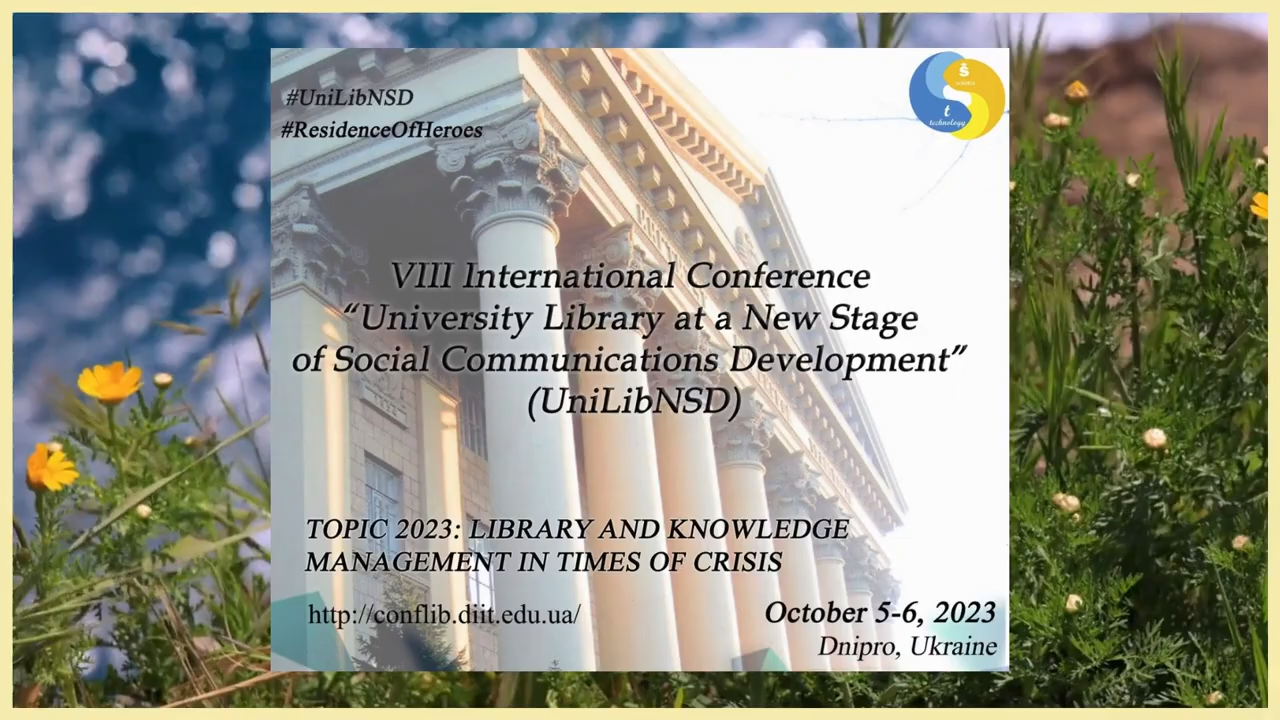 #UniLibNSD
#ResidenceOfHeroes
š
t
technology
VIII International Conference
“University Library at a New Stage
of Social Communications Development”
(UniLibNSD)
TOPIC 2023: LIBRARY AND KNOWLEDGE
MANAGEMENT IN TIMES OF CRISIS
http://conflib.diit.edu.ua/
October 5-6, 2023
Dnipro, Ukraine